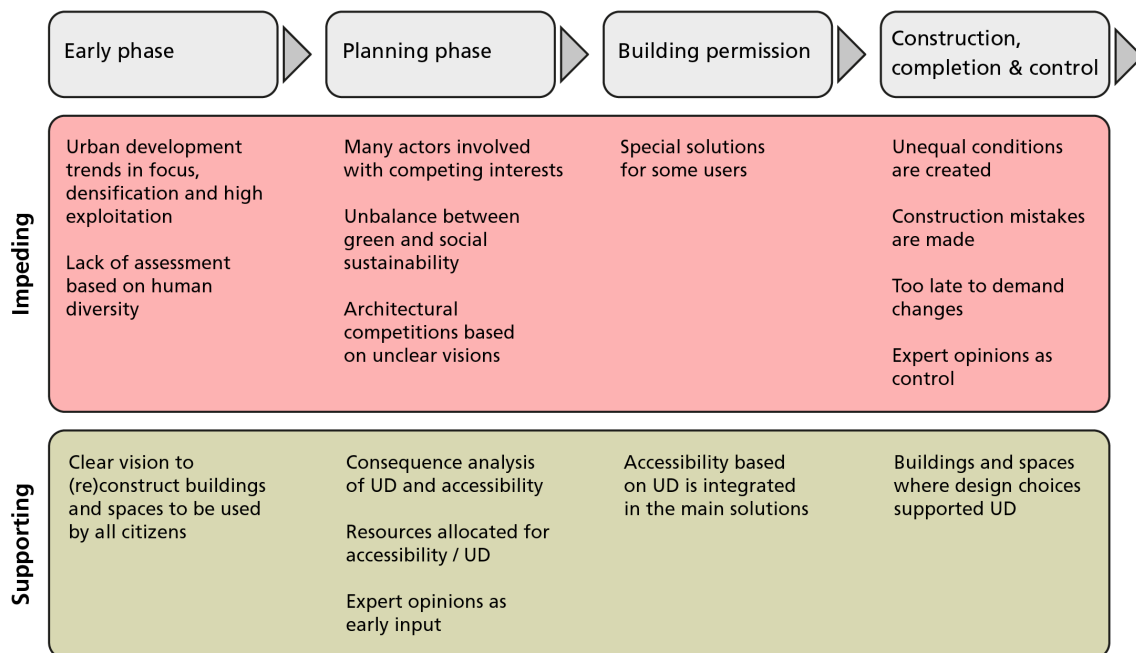 Early phase
Planning phase
Building permission
Construction,
completion & control
Impeding
Urban development
trends in focus,
densification and high
exploitation
Lack of assessment
based on human
diversity
Many actors involved
with competing interests
Unbalance between
green and social
sustainability
Architectural
competitions based
on unclear visions
Special solutions
for some users
Unequal conditions
are created
Construction mistakes
are made
Too late to demand
changes
Expert opinions as
control
Supporting
Clear vision to
(re)construct buildings
and spaces to be used
by all citizens
Consequence analysis
of UD and accessibility
Resources allocated for
accessibility / UD
Expert opinions as
early input
Accessibility based
on UD is integrated
in the main solutions
Buildings and spaces
where design choices
supported UD